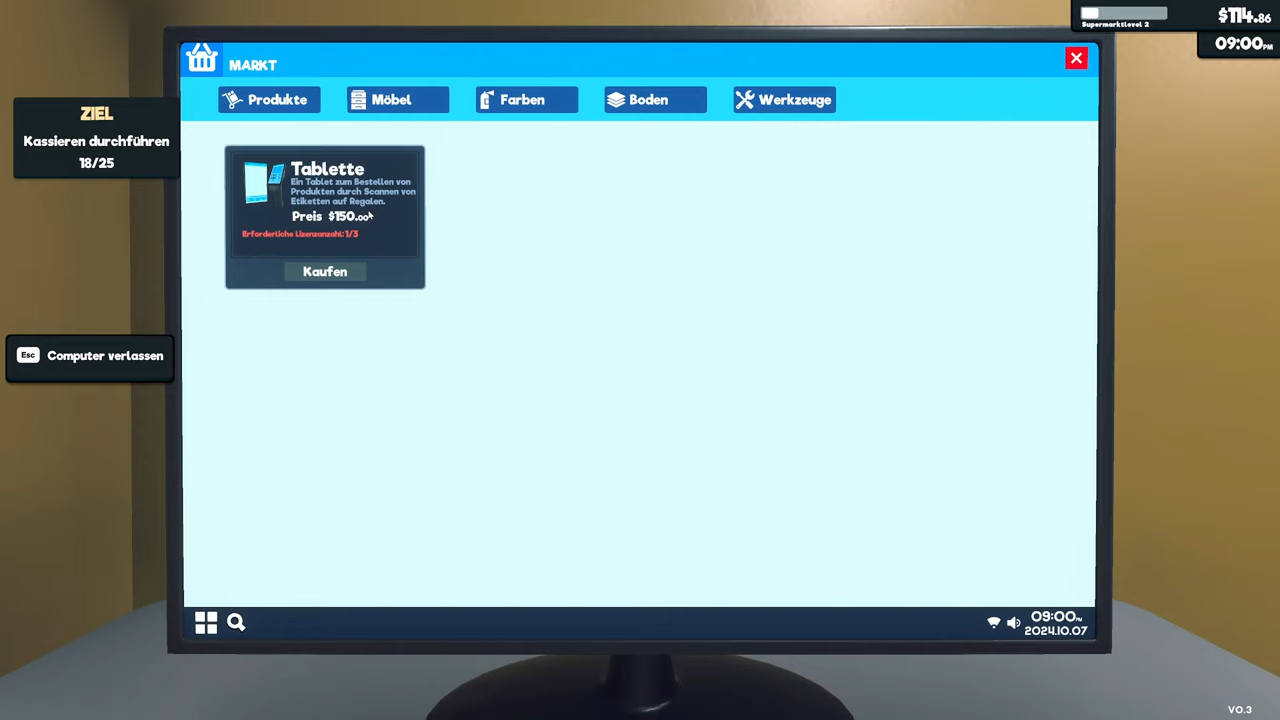 $114.86
Supermarktlevel 2
09:00PM
MARKT
Produkte
Möbel
Farben
Boden
Werkzeuge
ZIEL
Kassieren durchführen
18/25
Tablette
Ein Tablet zum Bestellen von
Produkten durch Scannen von
Etiketten auf Regalen.
Preis $150.00
Erforderliche Lizenzanzahl: 1/3
Kaufen
Esc Computer verlassen
09:00PM
2024.10.07
V0.3